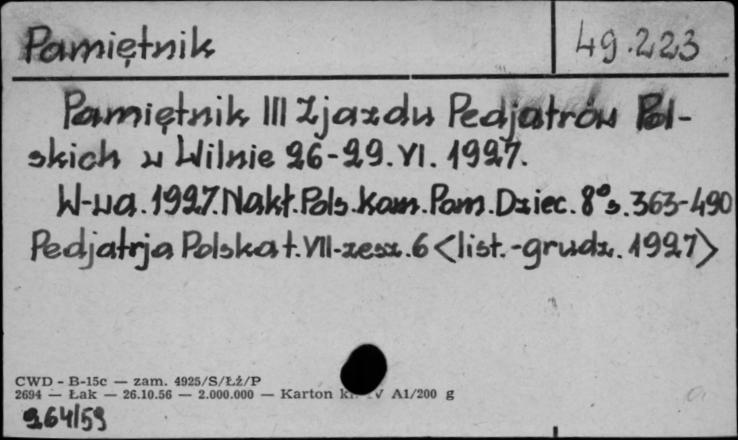 Pamiętnik
49.223
Pamiętnik III Zjazdu Pedjatrów Pol-
skich w Wilnie 26-29.VI.1927.
W-wa.1927.Nakł.Pols.Kom.Pom.Dziec.8°s.363-490
Pedjatrja Polska t.VII-zesz.6<list.-grudz.1927>
CWD - B-15c — zam. 4925/S/Łż/P
2694 — Łak — 26.10.56 — 2.000.000 — Karton kl. IV A1/200 g
264/59